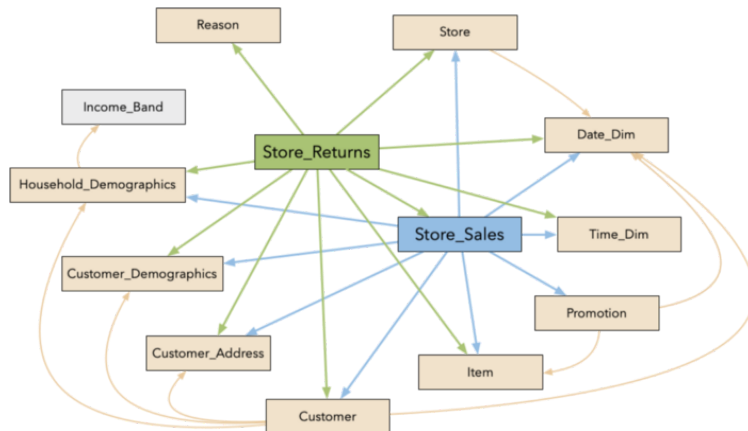 Reason
Store
Income_Band
Date_Dim
Store_Returns
Household_Demographics
Store_Sales
Time_Dim
Customer_Demographics
Promotion
Customer_Address
Item
Customer